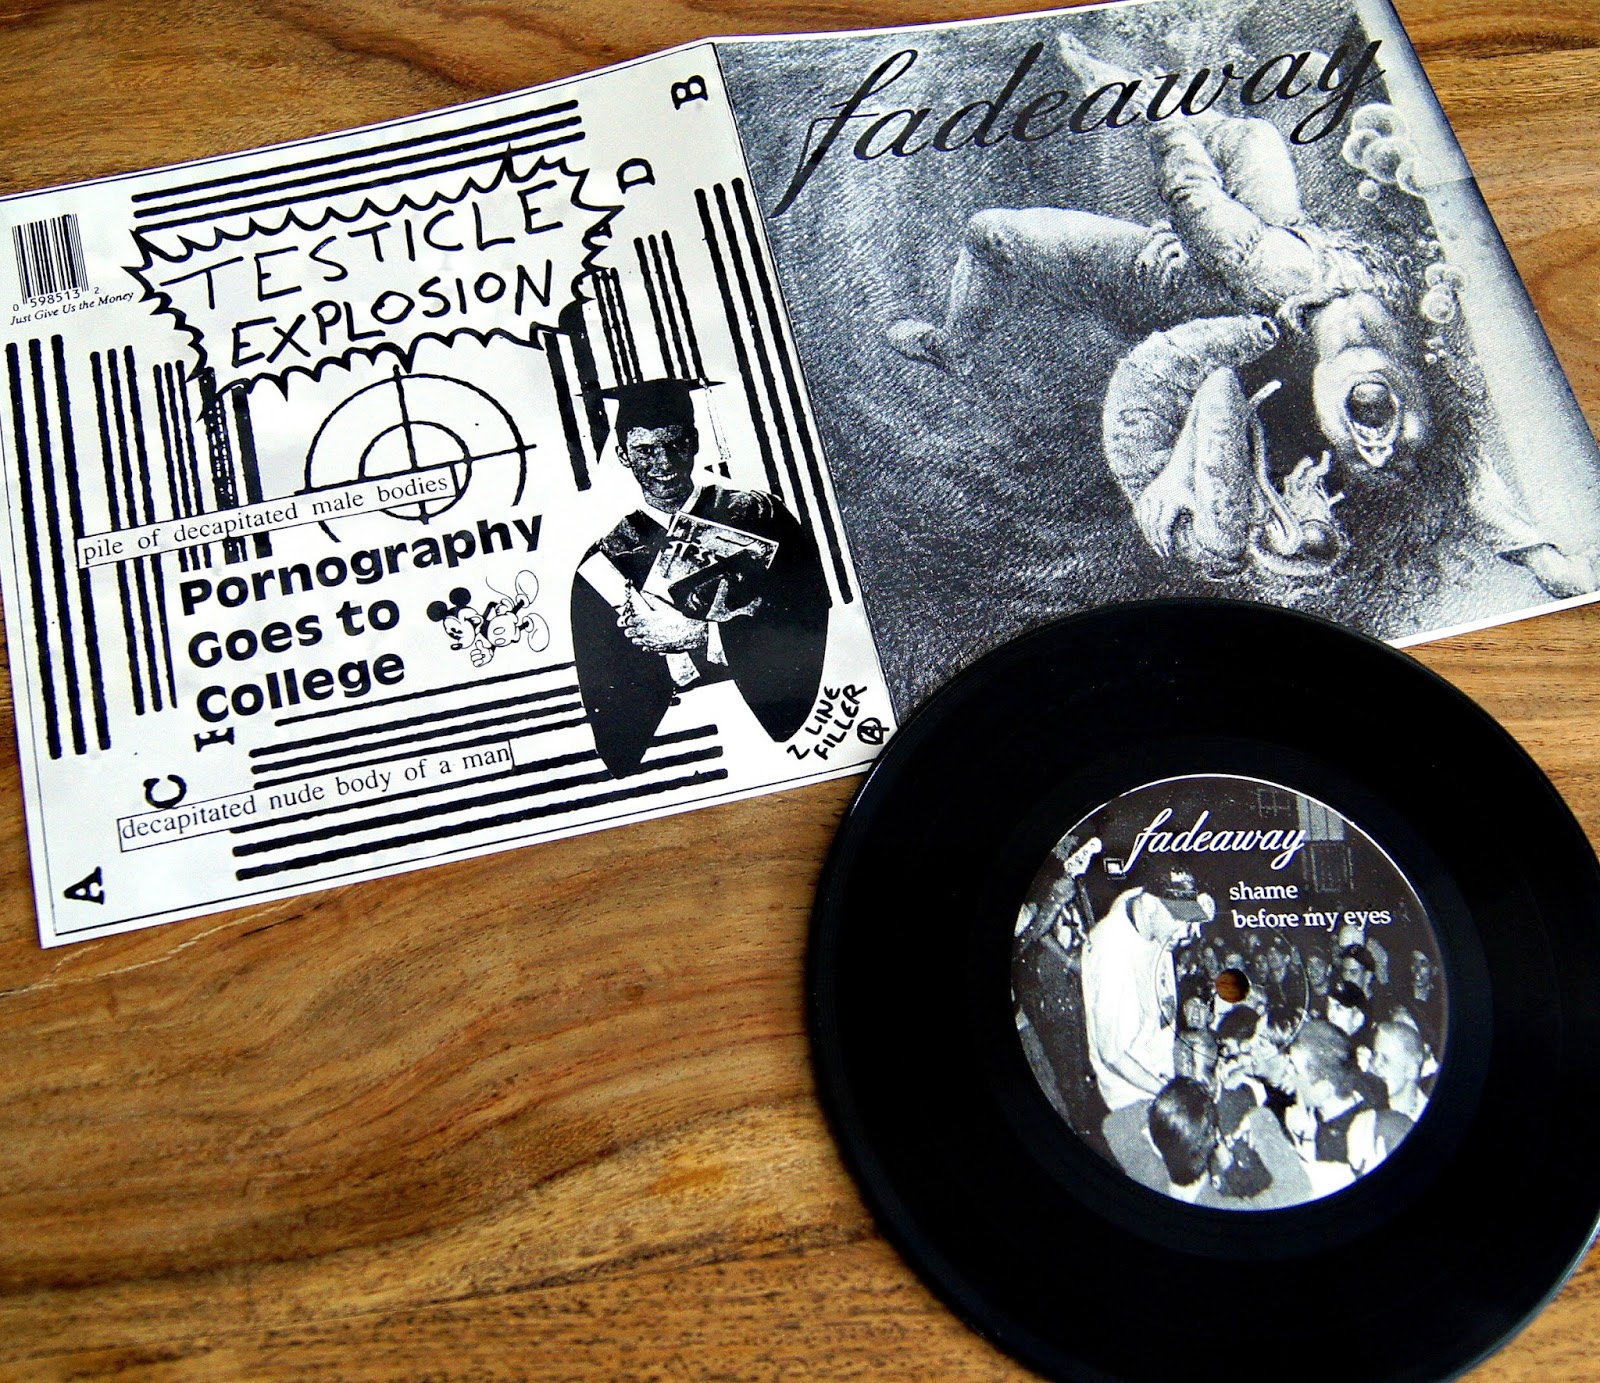 B
D
TESTICLE
EXPLOSION
0 598513 2
Just Give Us the Money
pile of decapitated male bodies
Pornography
Goes to
College
E
C
decapitated nude body of a man
A
2 LINE
FILLER
A
fadeaway
fadeaway
shame
before my eyes